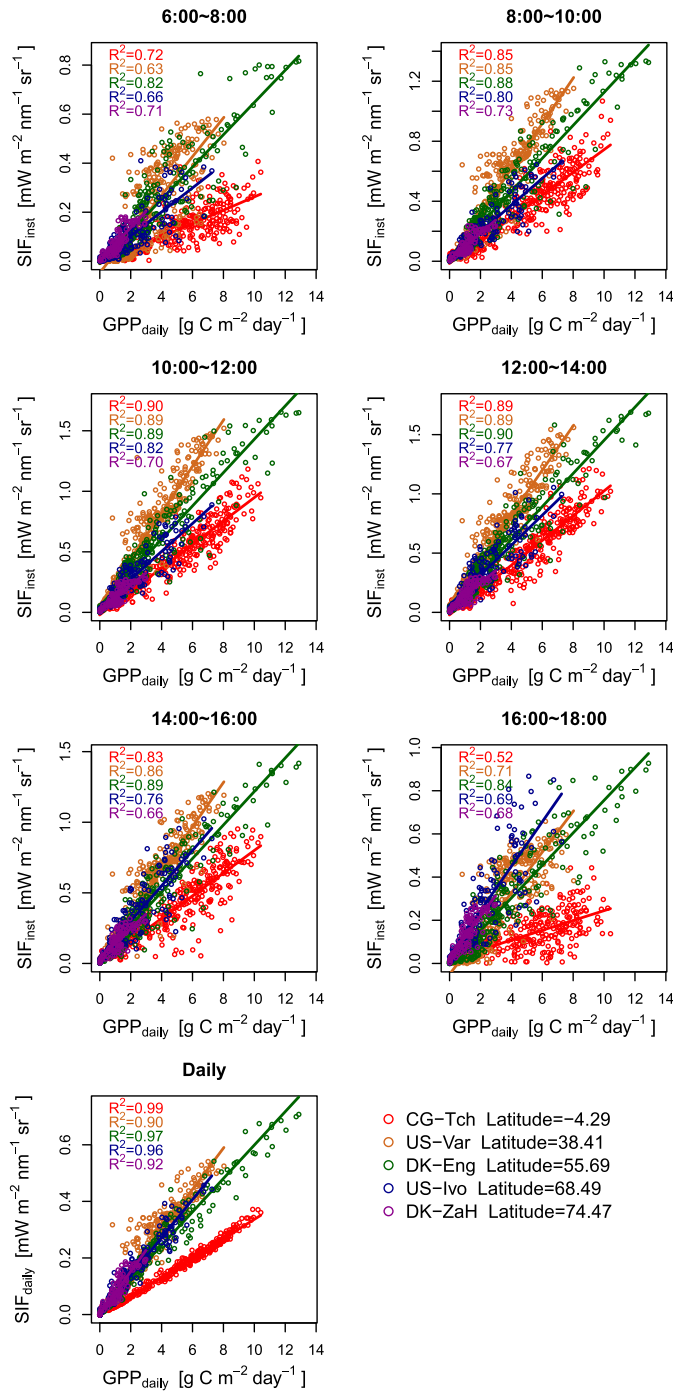 6:00~8:00
R²=0.72
R²=0.63
R²=0.82
R²=0.66
R²=0.71
0.0 0.2 0.4 0.6 0.8
SIFinst [mW m−2 nm−1 sr−1]
0 2 4 6 8 10 12 14
GPPdaily [g C m−2 day−1]
8:00~10:00
R²=0.85
R²=0.85
R²=0.88
R²=0.80
R²=0.73
0.0 0.4 0.8 1.2
SIFinst [mW m−2 nm−1 sr−1]
0 2 4 6 8 10 12 14
GPPdaily [g C m−2 day−1]
10:00~12:00
R²=0.90
R²=0.89
R²=0.89
R²=0.82
R²=0.70
0.0 0.5 1.0 1.5
SIFinst [mW m−2 nm−1 sr−1]
0 2 4 6 8 10 12 14
GPPdaily [g C m−2 day−1]
12:00~14:00
R²=0.89
R²=0.89
R²=0.90
R²=0.77
R²=0.67
0.0 0.5 1.0 1.5
SIFinst [mW m−2 nm−1 sr−1]
0 2 4 6 8 10 12 14
GPPdaily [g C m−2 day−1]
14:00~16:00
R²=0.83
R²=0.86
R²=0.89
R²=0.76
R²=0.66
0.0 0.5 1.0 1.5
SIFinst [mW m−2 nm−1 sr−1]
0 2 4 6 8 10 12 14
GPPdaily [g C m−2 day−1]
16:00~18:00
R²=0.52
R²=0.71
R²=0.84
R²=0.69
R²=0.68
0.0 0.2 0.4 0.6 0.8 1.0
SIFinst [mW m−2 nm−1 sr−1]
0 2 4 6 8 10 12 14
GPPdaily [g C m−2 day−1]
Daily
R²=0.99
R²=0.90
R²=0.97
R²=0.96
R²=0.92
0.0 0.2 0.4 0.6
SIFdaily [mW m−2 nm−1 sr−1]
0 2 4 6 8 10 12 14
GPPdaily [g C m−2 day−1]
CG−Tch Latitude=−4.29
US−Var Latitude=38.41
DK−Eng Latitude=55.69
US−Ivo Latitude=68.49
DK−ZaH Latitude=74.47